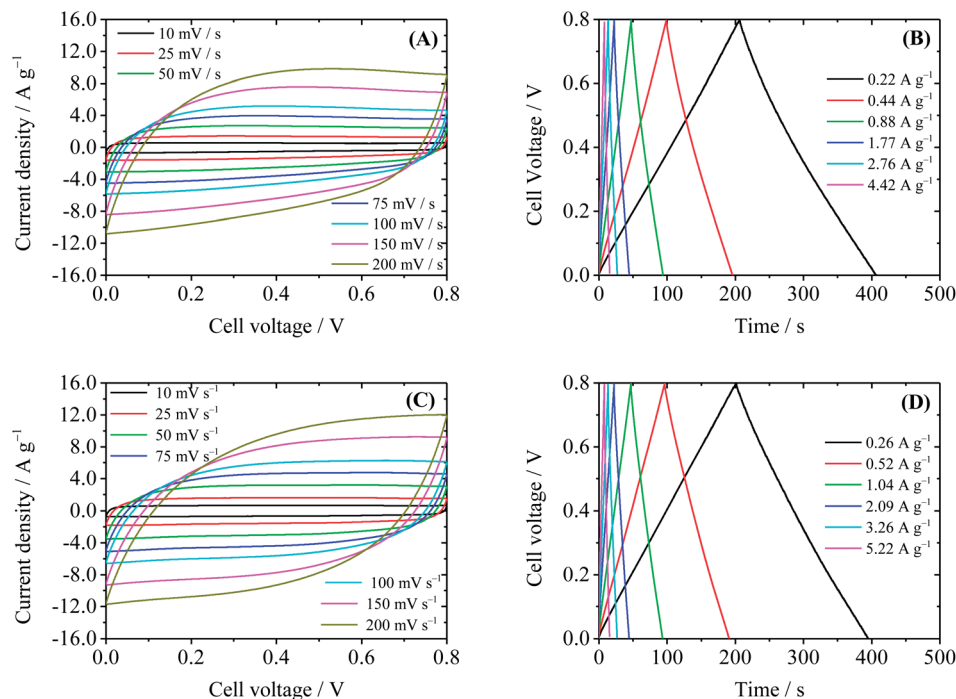 (A)
10 mV / s
25 mV / s
50 mV / s
75 mV / s
100 mV / s
150 mV / s
200 mV / s
16.0
12.0
8.0
4.0
0.0
-4.0
-8.0
-12.0
16.0
0.0 0.2 0.4 0.6 0.8
Current density / A g⁻¹
Cell voltage / V
(B)
0.22 A g⁻¹
0.44 A g⁻¹
0.88 A g⁻¹
1.77 A g⁻¹
2.76 A g⁻¹
4.42 A g⁻¹
0.8
0.6
0.4
0.2
0.0
0 100 200 300 400 500
Cell Voltage / V
Time / s
(C)
10 mV s⁻¹
25 mV s⁻¹
50 mV s⁻¹
75 mV s⁻¹
100 mV s⁻¹
150 mV s⁻¹
200 mV s⁻¹
16.0
12.0
8.0
4.0
0.0
-4.0
-8.0
-12.0
-16.0
0.0 0.2 0.4 0.6 0.8
Current density / A g⁻¹
Cell voltage / V
(D)
0.26 A g⁻¹
0.52 A g⁻¹
1.04 A g⁻¹
2.09 A g⁻¹
3.26 A g⁻¹
5.22 A g⁻¹
0.8
0.6
0.4
0.2
0.0
0 100 200 300 400 500
Cell voltage / V
Time / s